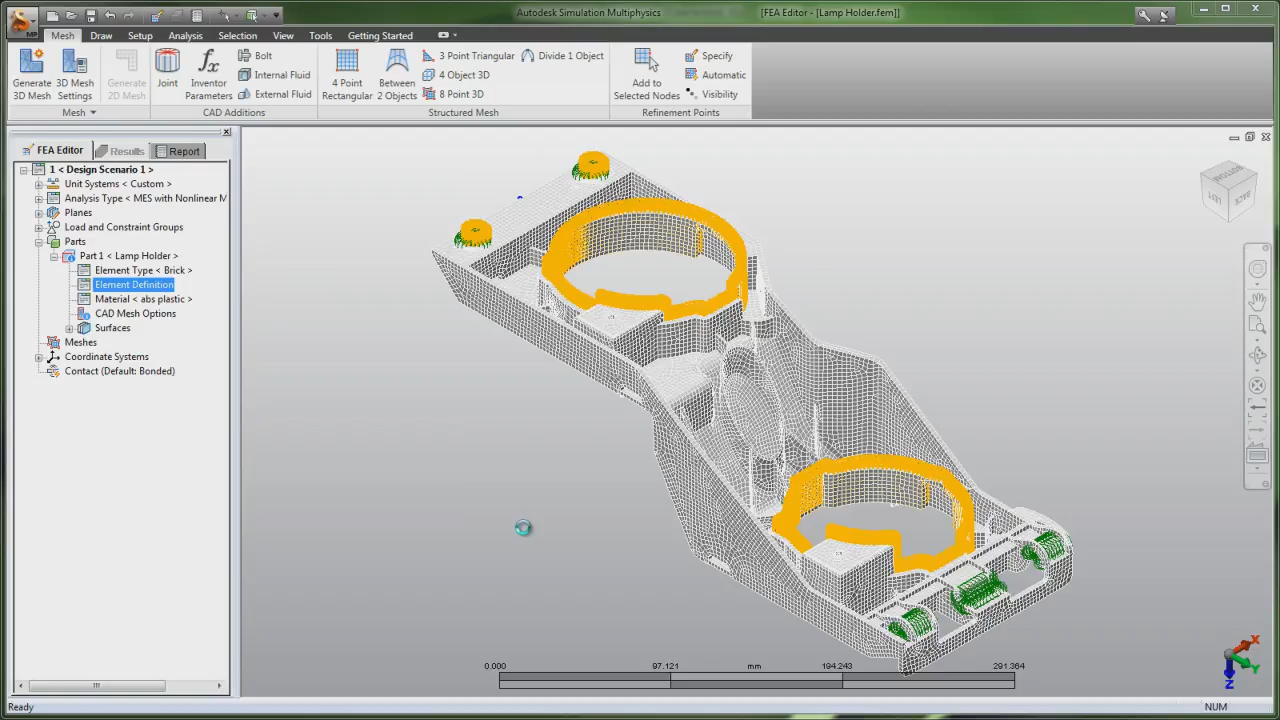 Autodesk Simulation Multiphysics [FEA Editor - [Lamp Holder.fem]]
MP
Mesh Draw Setup Analysis Selection View Tools Getting Started
Generate 3D Mesh
3D Mesh Settings
Generate 2D Mesh
Mesh
Joint
Inventor Parameters
Bolt
Internal Fluid
External Fluid
CAD Additions
4 Point Rectangular
Between 2 Objects
3 Point Triangular
4 Object 3D
8 Point 3D
Divide 1 Object
Structured Mesh
Add to Selected Nodes
Specify
Automatic
Visibility
Refinement Points
FEA Editor Results Report
1 < Design Scenario 1 >
Unit Systems < Custom >
Analysis Type < MES with Nonlinear M
Planes
Load and Constraint Groups
Parts
Part 1 < Lamp Holder >
Element Type < Brick >
Element Definition
Material < abs plastic >
CAD Mesh Options
Surfaces
Meshes
Coordinate Systems
Contact (Default: Bonded)
0.000 97.121 mm 194.243 291.364
X
Y
Z
Ready NUM